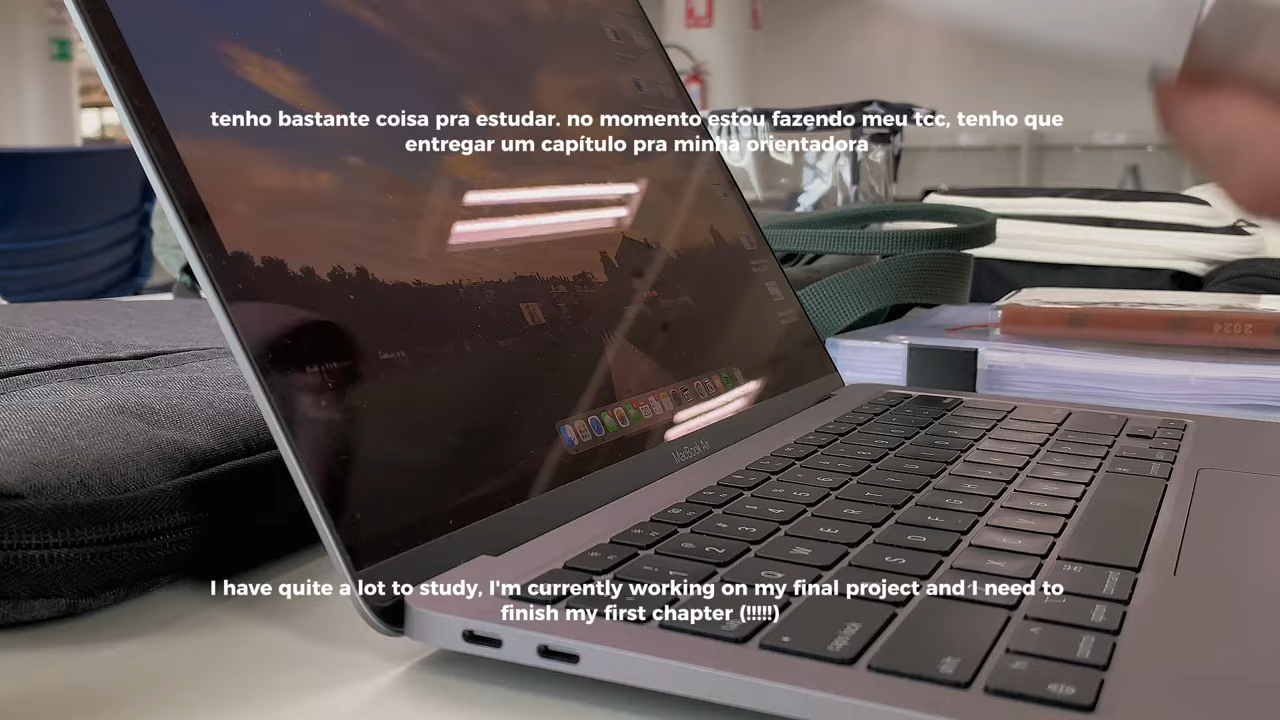 tenho bastante coisa pra estudar. no momento estou fazendo meu tcc, tenho que
entregar um capítulo pra minha orientadora
2024
MacBook Air
I have quite a lot to study, I'm currently working on my final project and I need to
finish my first chapter (!!!!!)